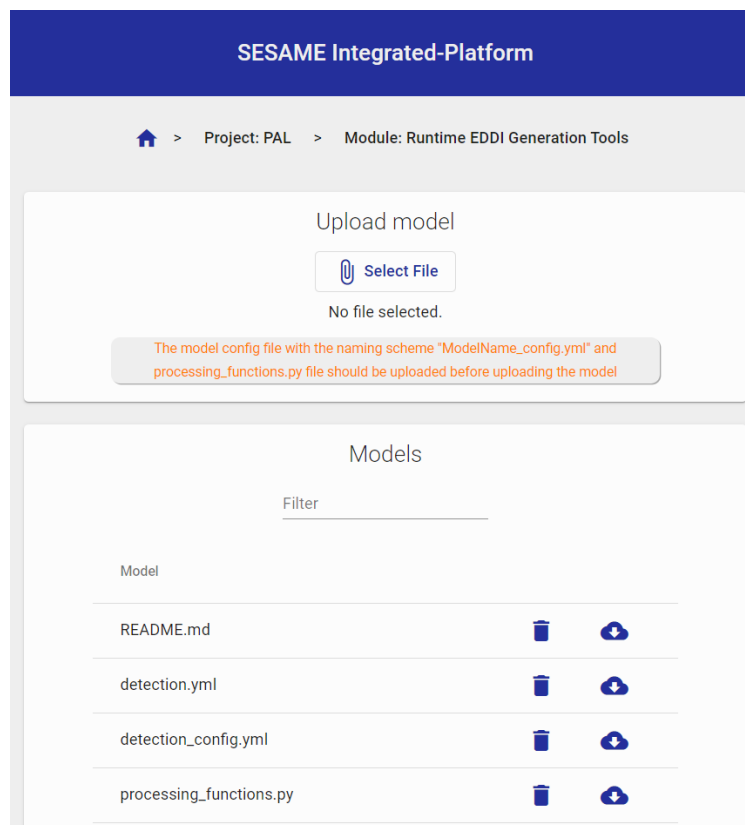 SESAME Integrated-Platform
> Project: PAL > Module: Runtime EDDI Generation Tools
Upload model
Select File
No file selected.
The model config file with the naming scheme "ModelName_config.yml" and
processing_functions.py file should be uploaded before uploading the model
Models
Filter
Model
README.md
detection.yml
detection_config.yml
processing_functions.py